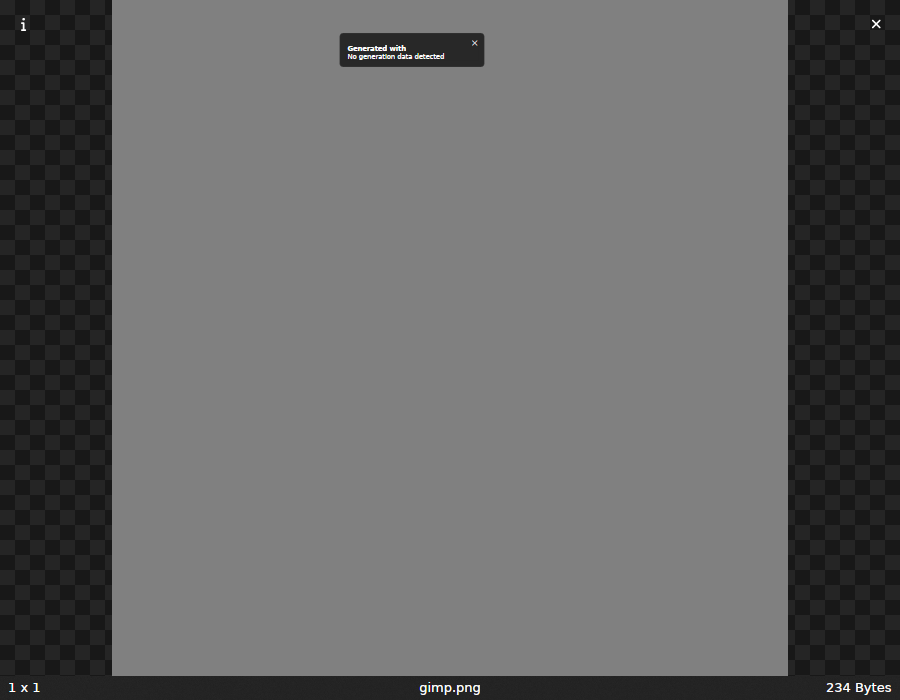 i
×
Generated with
×
No generation data detected
1 x 1
gimp.png
234 Bytes